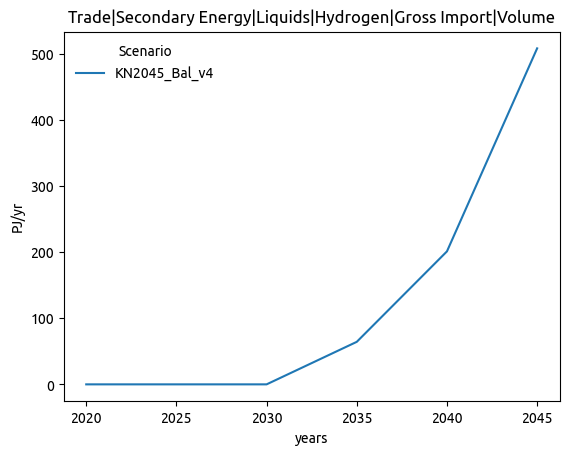 Trade|Secondary Energy|Liquids|Hydrogen|Gross Import|Volume
Scenario
KN2045_Bal_v4
PJ/yr
500
400
300
200
100
0
2020 2025 2030 2035 2040 2045
years